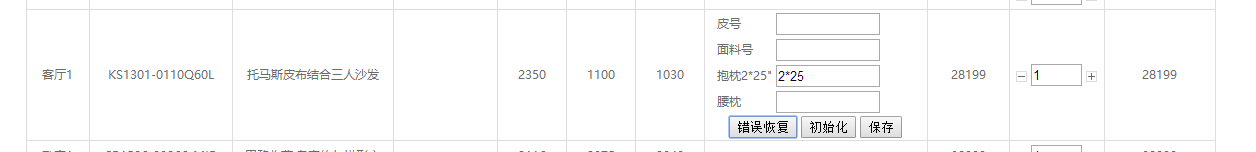 皮号
面料号
客厅1 KS1301-0110Q60L 托马斯皮布结合三人沙发 2350 1100 1030 抱枕2*25" 2*25 28199 1 28199
腰枕
错误恢复 初始化 保存